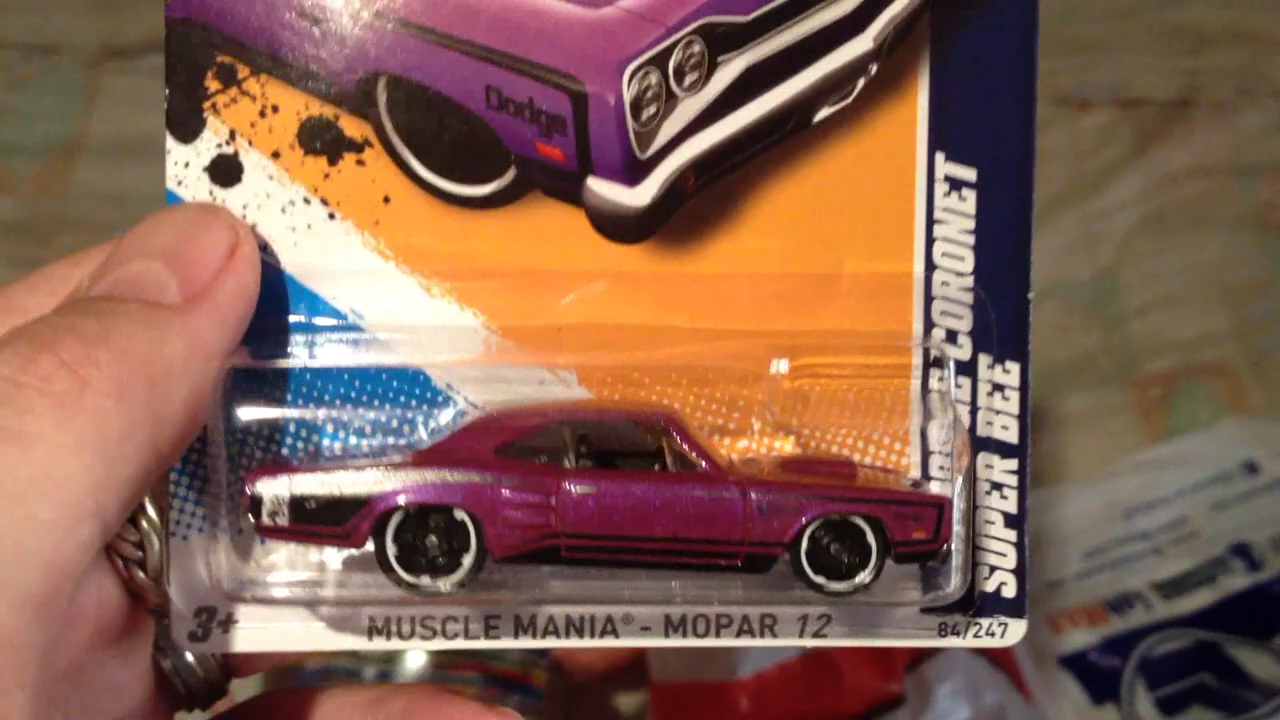 Dodge
CORONET
SUPER BEE
3+
MUSCLE MANIA® - MOPAR 12
84/247